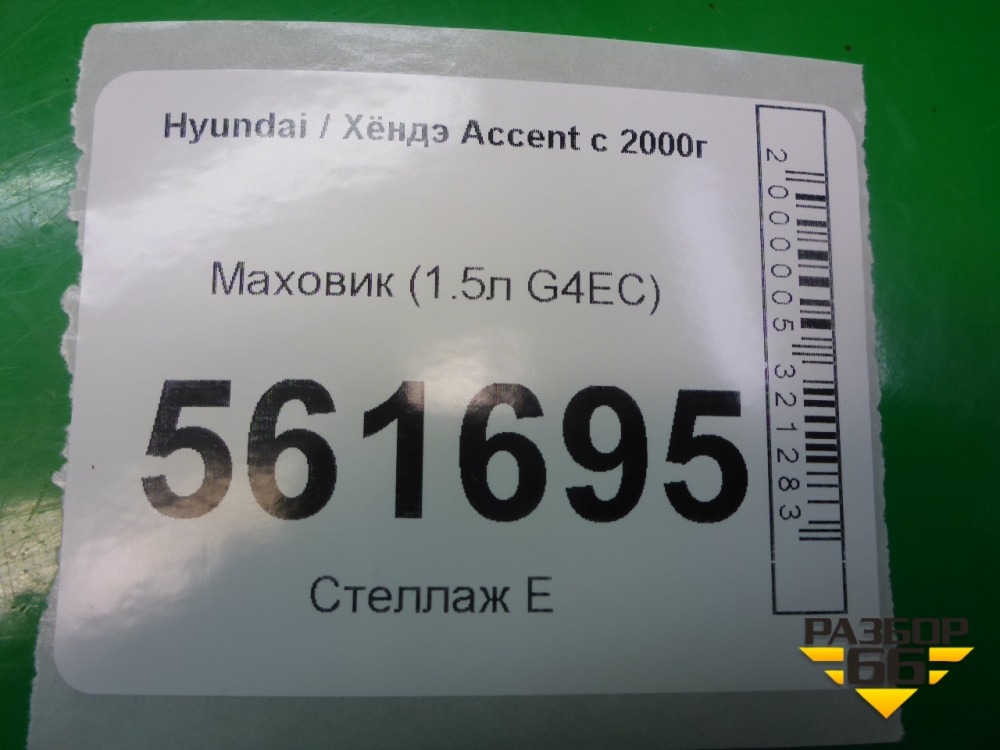 Hyundai / Хёндэ Accent с 2000г
Маховик (1.5л G4EC)
561695
Стеллаж Е
2000005321283
РАЗБОР
66